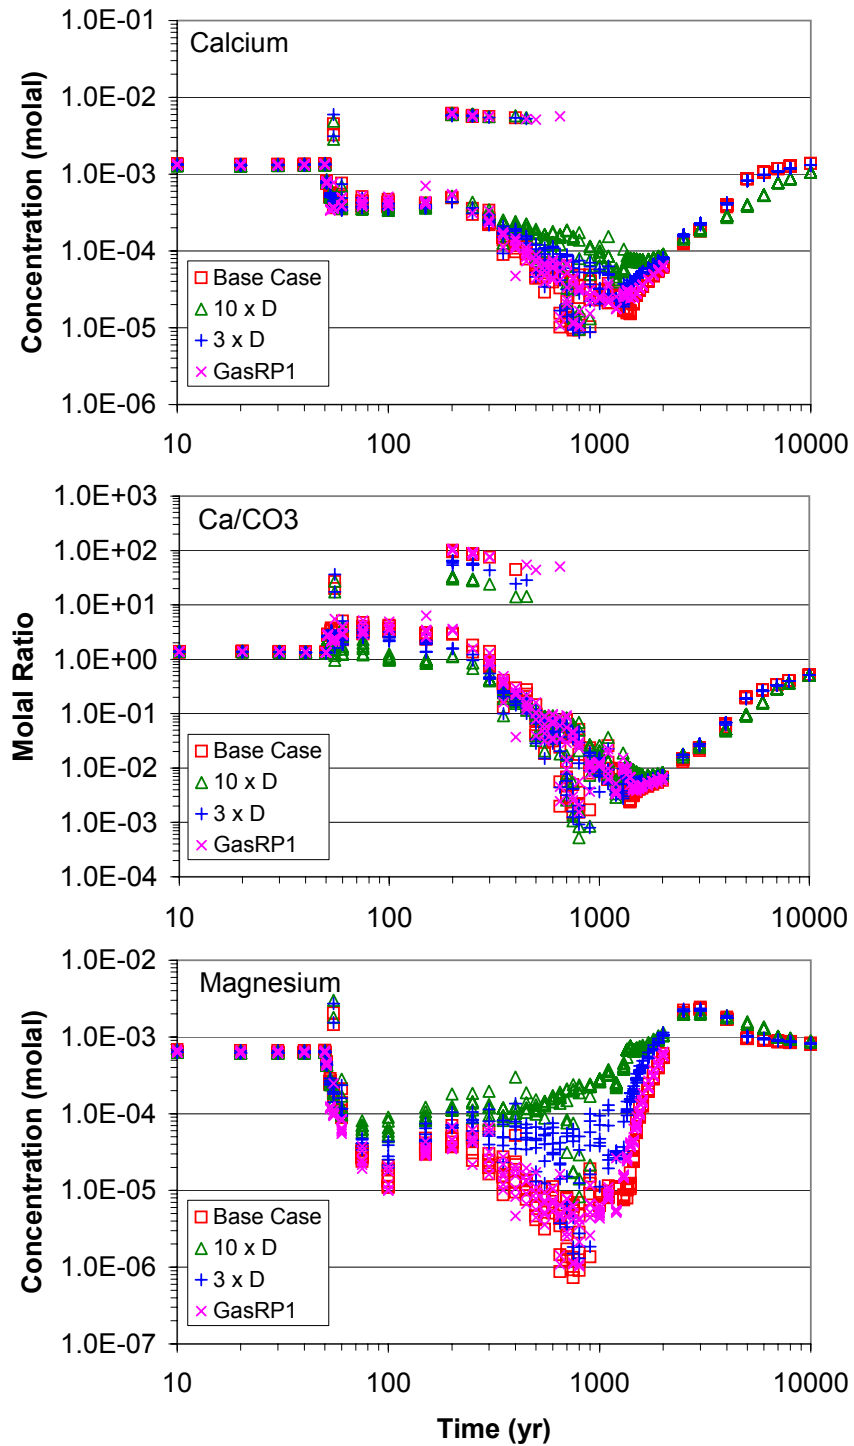 Calcium
Concentration (molal)
1.0E-01
1.0E-02
1.0E-03
1.0E-04
1.0E-05
1.0E-06
Base Case
10 x D
3 x D
GasRP1
10 100 1000 10000
Ca/CO3
Molal Ratio
1.0E+03
1.0E+02
1.0E+01
1.0E+00
1.0E-01
1.0E-02
1.0E-03
1.0E-04
Base Case
10 x D
3 x D
GasRP1
10 100 1000 10000
Magnesium
Concentration (molal)
1.0E-02
1.0E-03
1.0E-04
1.0E-05
1.0E-06
1.0E-07
Base Case
10 x D
3 x D
GasRP1
10 100 1000 10000
Time (yr)